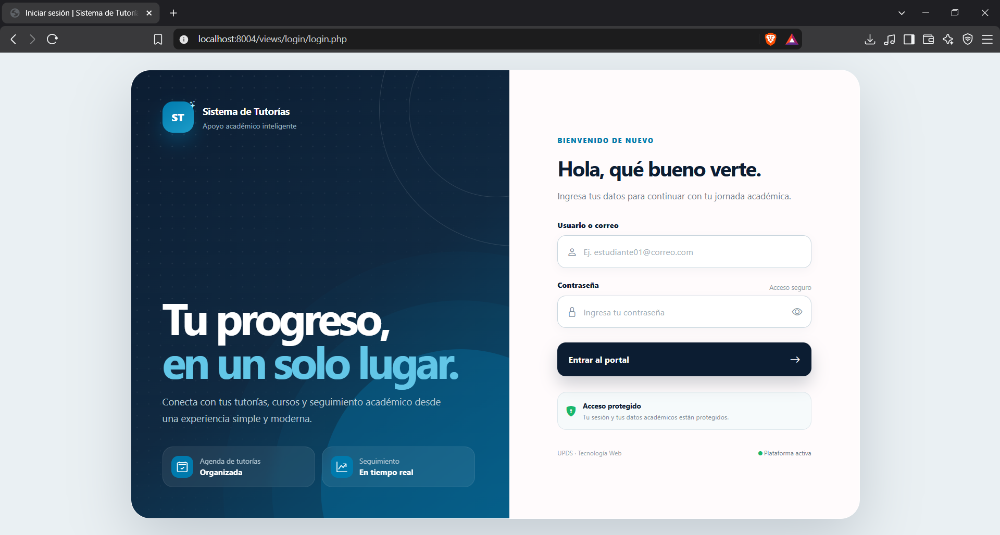 Iniciar sesión | Sistema de Tutoría
localhost:8004/views/login/login.php
ST
Sistema de Tutorías
Apoyo académico inteligente
Tu progreso,
en un solo lugar.
Conecta con tus tutorías, cursos y seguimiento académico desde
una experiencia simple y moderna.
Agenda de tutorías
Organizada
Seguimiento
En tiempo real
BIENVENIDO DE NUEVO
Hola, qué bueno verte.
Ingresa tus datos para continuar con tu jornada académica.
Usuario o correo
Ej. estudiante01@correo.com
Contraseña
Acceso seguro
Ingresa tu contraseña
Entrar al portal
Acceso protegido
Tu sesión y tus datos académicos están protegidos.
UPDS · Tecnología Web
Plataforma activa